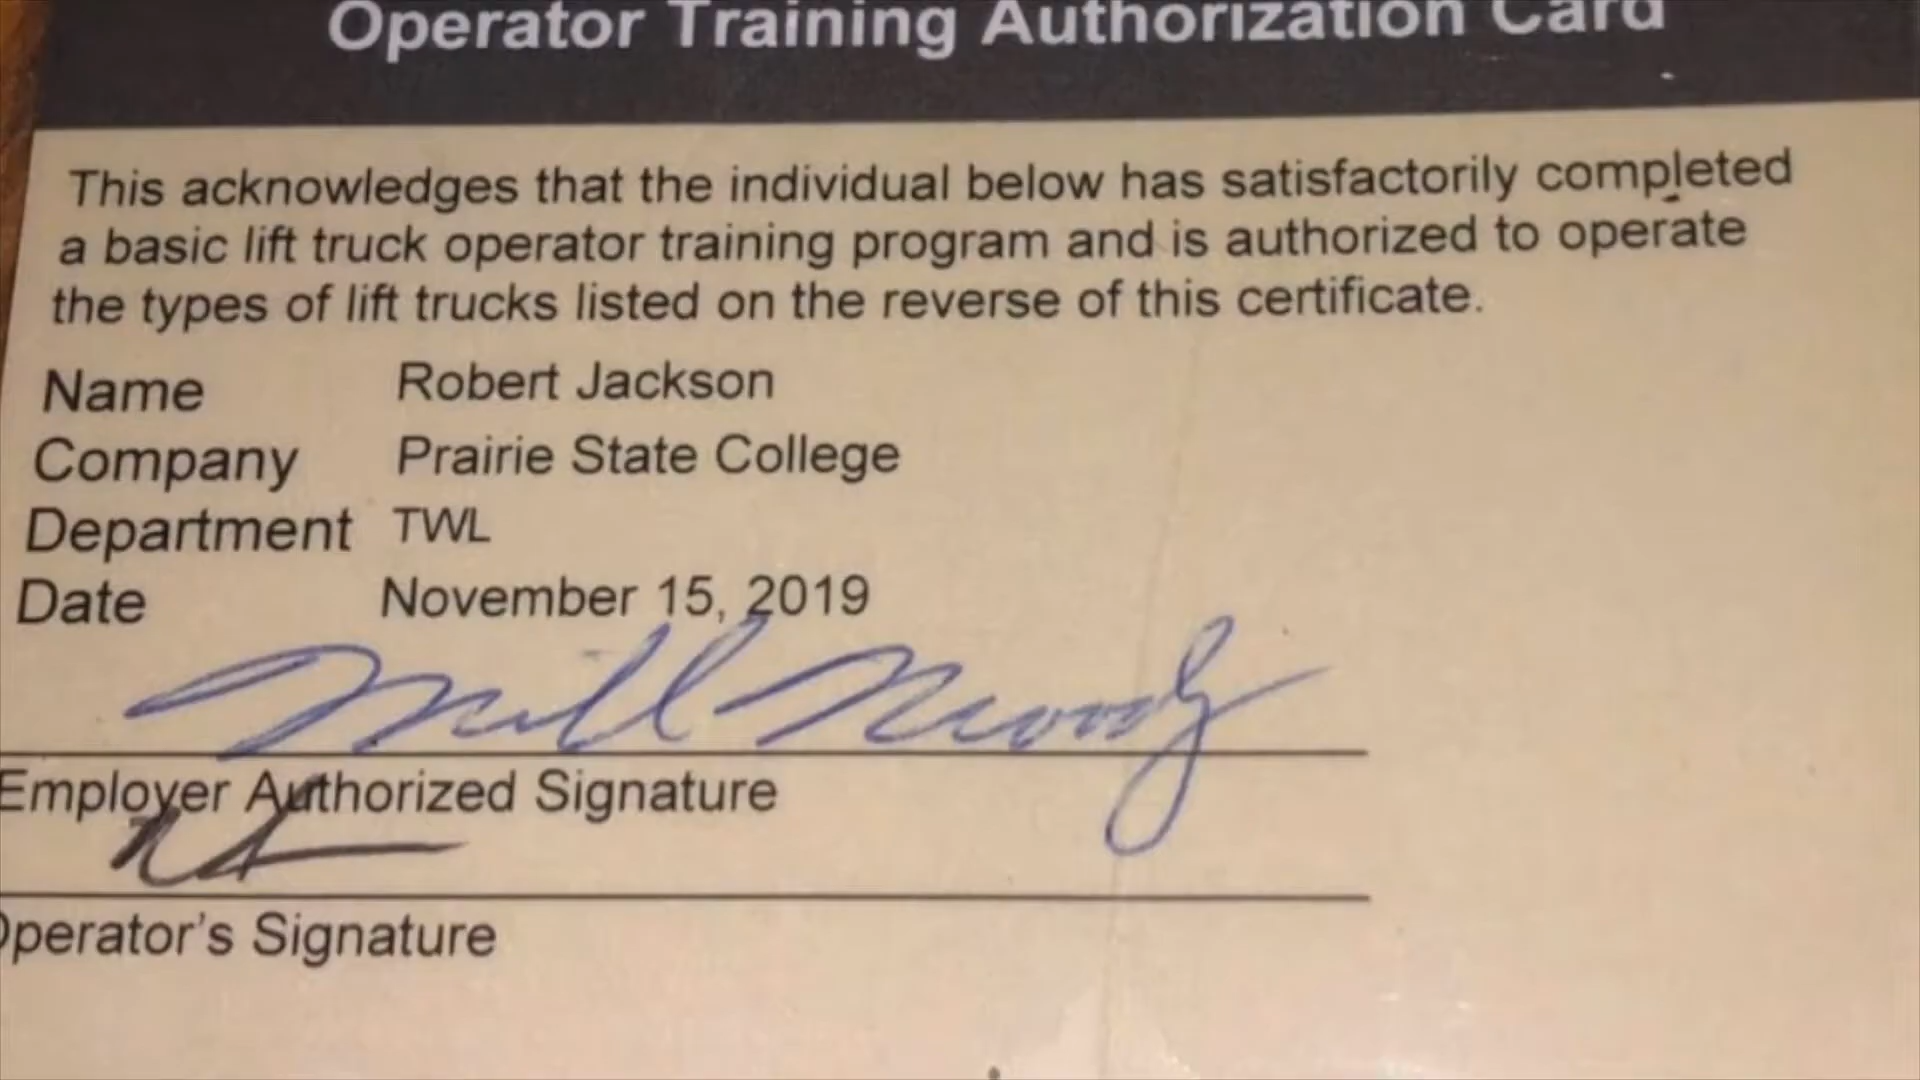 Operator Training Authorization Card
This acknowledges that the individual below has satisfactorily completed
a basic lift truck operator training program and is authorized to operate
the types of lift trucks listed on the reverse of this certificate.
Name Robert Jackson
Company Prairie State College
Department TWL
Date November 15, 2019
Employer Authorized Signature
Operator's Signature